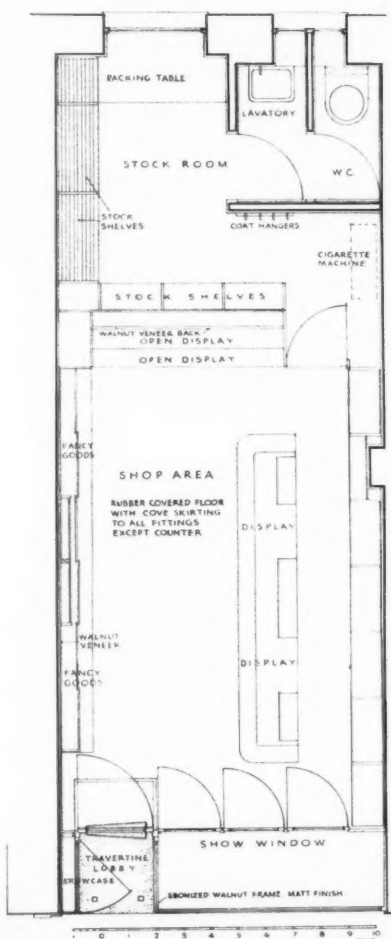 PACKING TABLE
LAVATORY
STOCK ROOM
WC
STOCK
SHELVES
COAT HANGERS
CIGARETTE
MACHINE
STOCK SHELVES
WALNUT VENEER BACK
OPEN DISPLAY
OPEN DISPLAY
FANCY
GOODS
SHOP AREA
RUBBER COVERED FLOOR
WITH COVE SKIRTING
TO ALL FITTINGS
EXCEPT COUNTER
DISPLAY
WALNUT
VENEER
DISPLAY
FANCY
GOODS
SHOW WINDOW
TRAVERTINE
LOBBY
SHOWCASE
EBONIZED WALNUT FRAME MATT FINISH
1 0 1 2 3 4 5 6 7 8 9 10